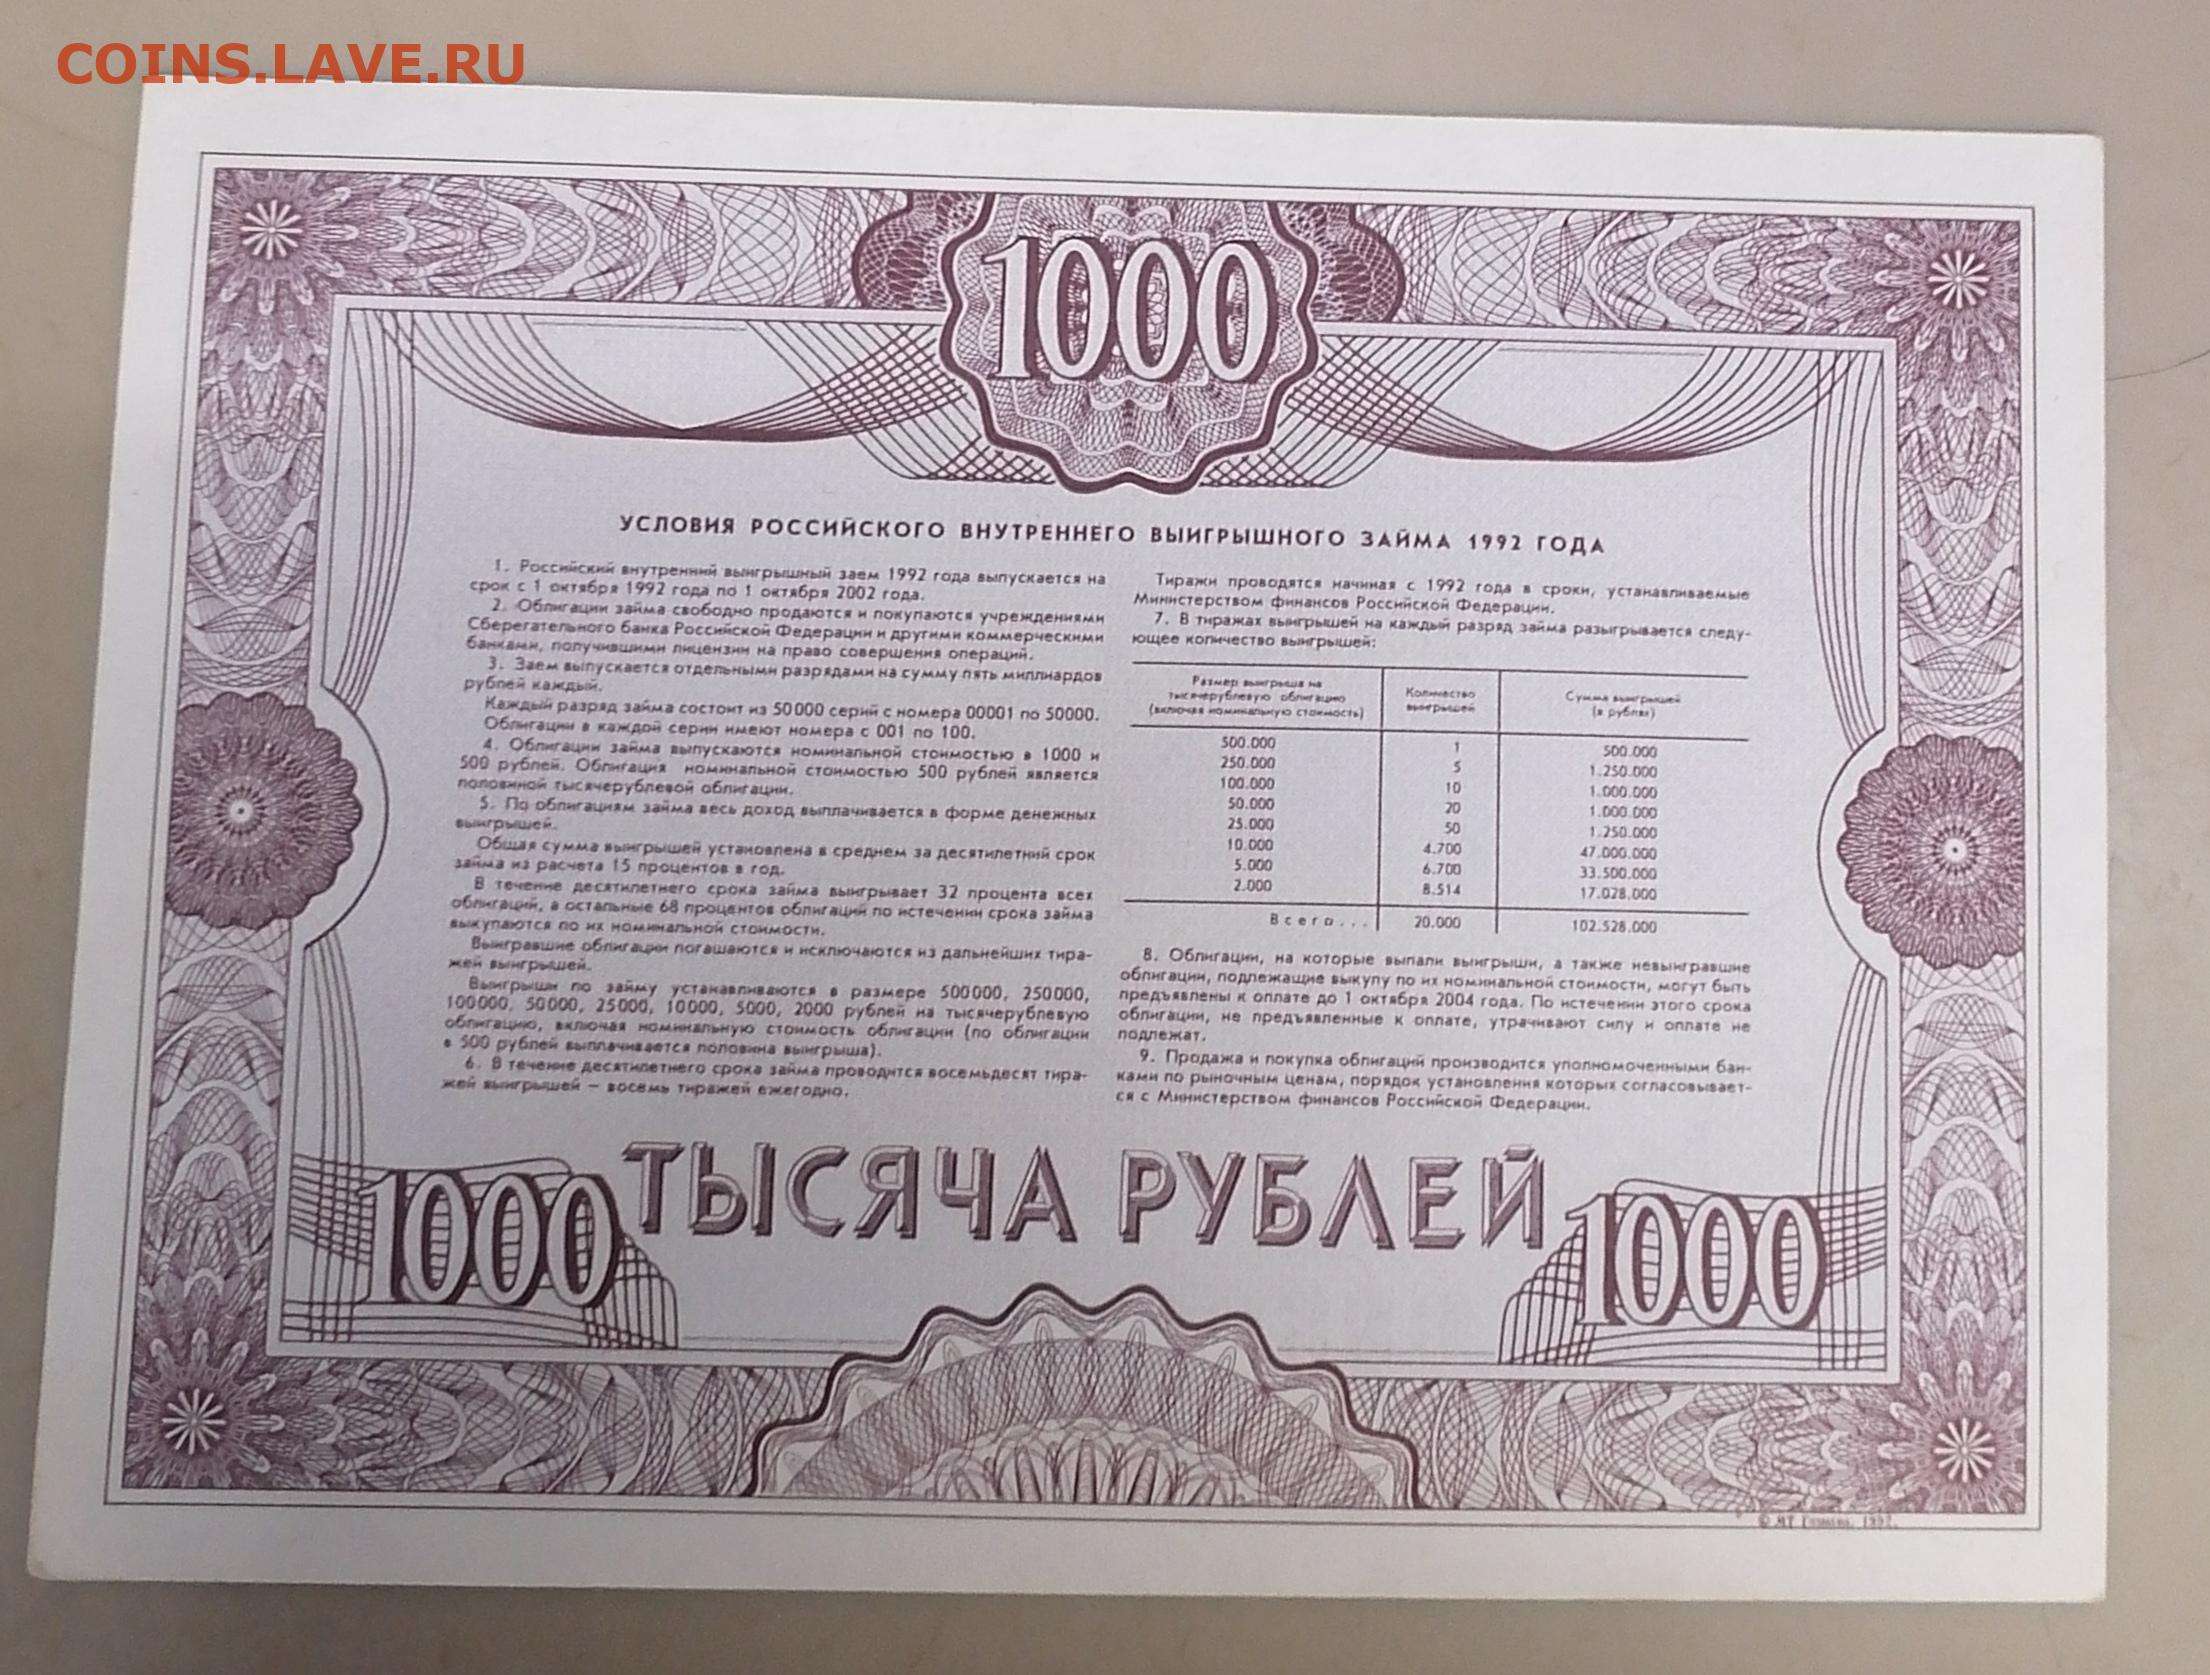 COINS.LAVE.RU
1000
УСЛОВИЯ РОССИЙСКОГО ВНУТРЕННЕГО ВЫИГРЫШНОГО ЗАЙМА 1992 ГОДА
1. Российский внутренний выигрышный заем 1992 года выпускается на
срок с 1 октября 1992 года по 1 октября 2002 года.
2. Облигации займа свободно продаются и покупаются учреждениями
Сберегательного банка Российской Федерации и другими коммерческими
банками, получившими лицензии на право совершения операций.
3. Заем выпускается отдельными разрядами на сумму пять миллиардов
рублей каждый.
Каждый разряд займа состоит из 50000 серий с номера 00001 по 50000.
Облигации в каждой серии имеют номера с 001 по 100.
4. Облигации займа выпускаются номинальной стоимостью в 1000 и
500 рублей. Облигация номинальной стоимостью 500 рублей является
половиной тысячерублевой облигации.
5. По облигациям займа весь доход выплачивается в форме денежных
выигрышей.
Общая сумма выигрышей установлена в среднем за десятилетний срок
займа из расчета 15 процентов в год.
В течение десятилетнего срока займа выигрывает 32 процента всех
облигаций, а остальные 68 процентов облигаций по истечении срока займа
выкупаются по их номинальной стоимости.
Выигравшие облигации погашаются и исключаются из дальнейших тира-
жей выигрышей.
Выигрыши по займу устанавливаются в размере 500000, 250000,
100000, 50000, 25000, 10000, 5000, 2000 рублей на тысячерублевую
облигацию, включая номинальную стоимость облигации (по облигации
в 500 рублей выплачивается половина выигрыша).
6. В течение десятилетнего срока займа проводится восемьдесят тира-
жей выигрышей — восемь тиражей ежегодно.
Тиражи проводятся начиная с 1992 года в сроки, устанавливаемые
Министерством финансов Российской Федерации.
7. В тиражах выигрышей на каждый разряд займа разыгрывается следу-
ющее количество выигрышей:
Размер выигрыша на тысячерублевую облигацию (включая номинальную стоимость) Количество выигрышей Сумма выигрышей (в рублях)
500.000 1 500.000
250.000 5 1.250.000
100.000 10 1.000.000
50.000 20 1.000.000
25.000 50 1.250.000
10.000 4.700 47.000.000
5.000 6.700 33.500.000
2.000 8.514 17.028.000
Всего... 20.000 102.528.000
8. Облигации, на которые выпали выигрыши, а также невыигравшие
облигации, подлежащие выкупу по их номинальной стоимости, могут быть
предъявлены к оплате до 1 октября 2004 года. По истечении этого срока
облигации, не предъявленные к оплате, утрачивают силу и оплате не
подлежат.
9. Продажа и покупка облигаций производится уполномоченными бан-
ками по рыночным ценам, порядок установления которых согласовывает-
ся с Министерством финансов Российской Федерации.
1000 ТЫСЯЧА РУБЛЕЙ 1000
© МТ Гознака. 1992.